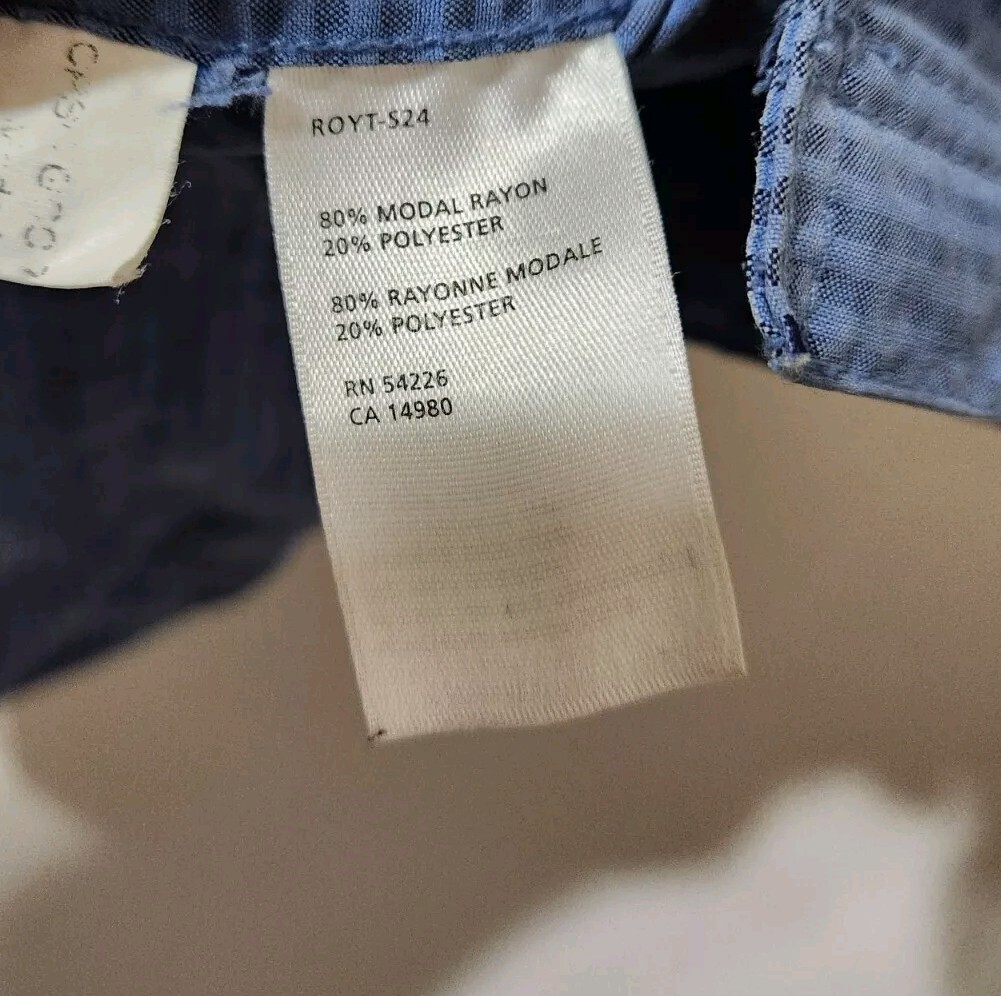 ROYT-S24
80% MODAL RAYON
20% POLYESTER
80% RAYONNE MODALE
20% POLYESTER
RN 54226
CA 14980